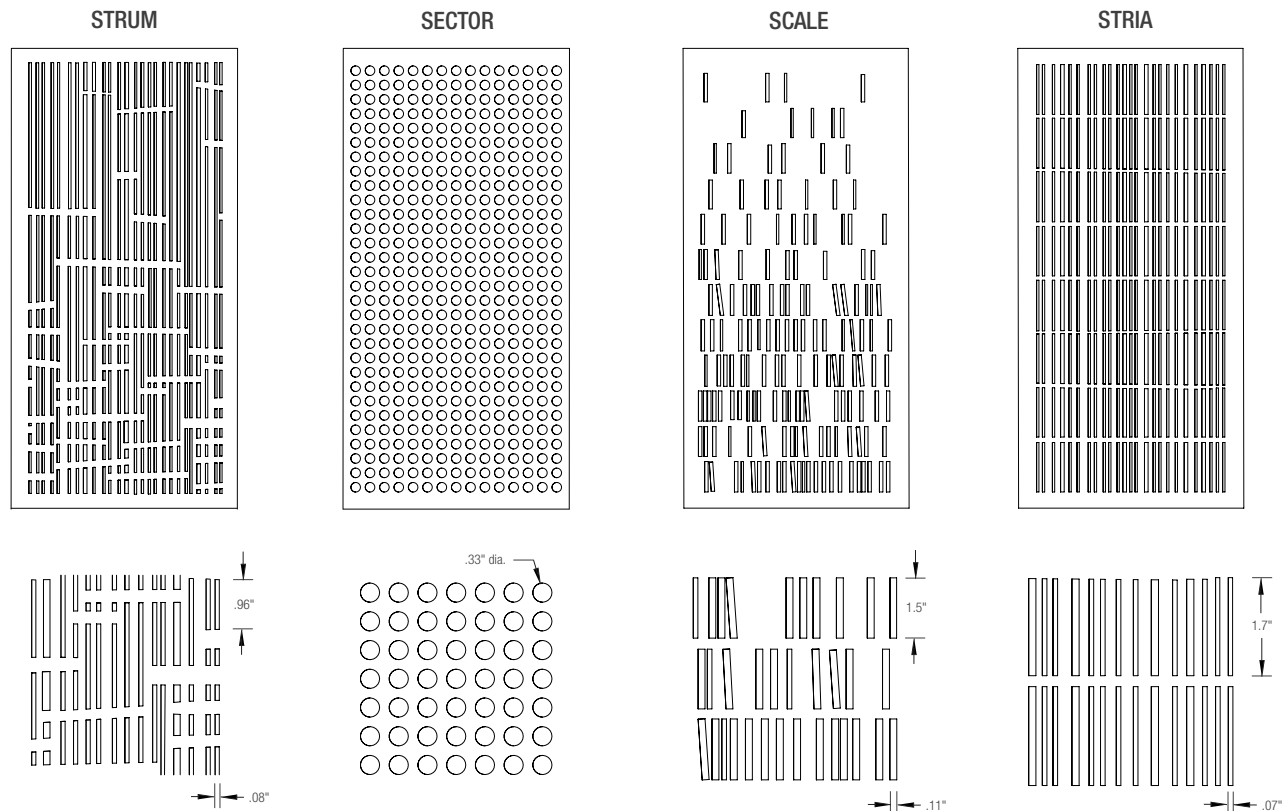 STRUM
SECTOR
SCALE
STRIA
.96"
.08"
.33" dia.
1.5"
.11"
1.7"
.07"